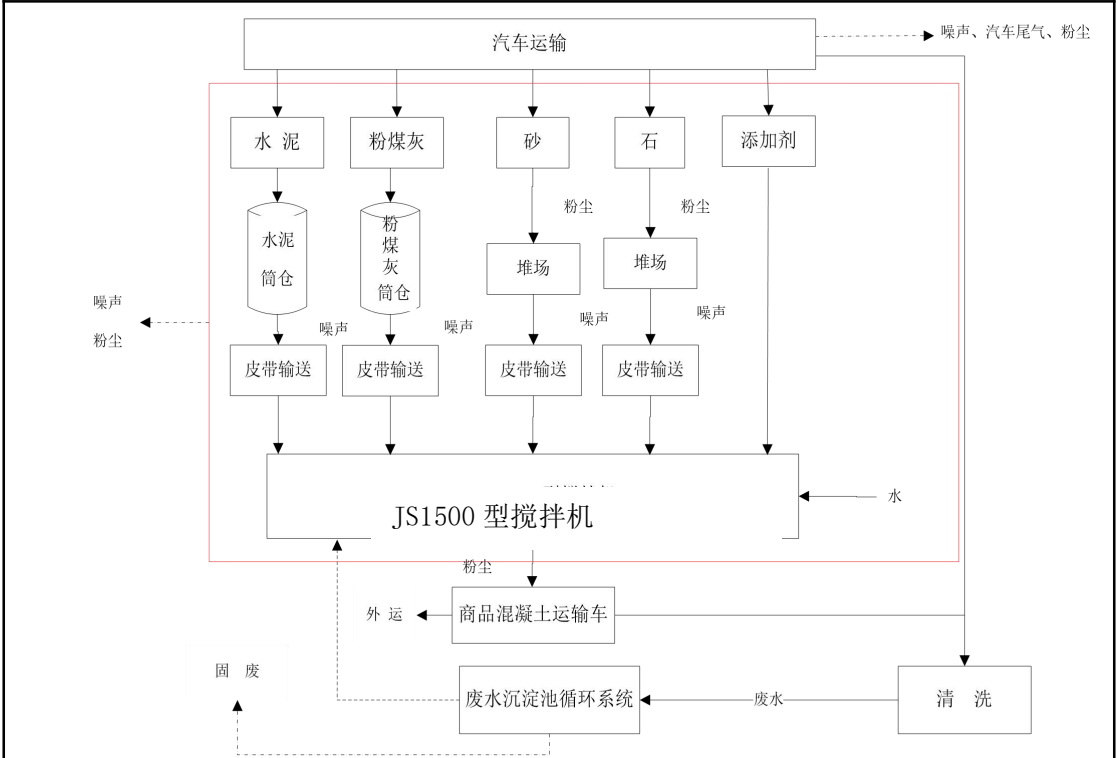 汽车运输
噪声、汽车尾气、粉尘
水 泥
粉煤灰
砂
石
添加剂
粉尘
粉尘
水泥
筒仓
粉
煤
灰
筒仓
堆场
堆场
噪声
粉尘
噪声
噪声
噪声
噪声
皮带输送
皮带输送
皮带输送
皮带输送
JS1500 型搅拌机
水
粉尘
外 运
商品混凝土运输车
固 废
废水沉淀池循环系统
废水
清 洗